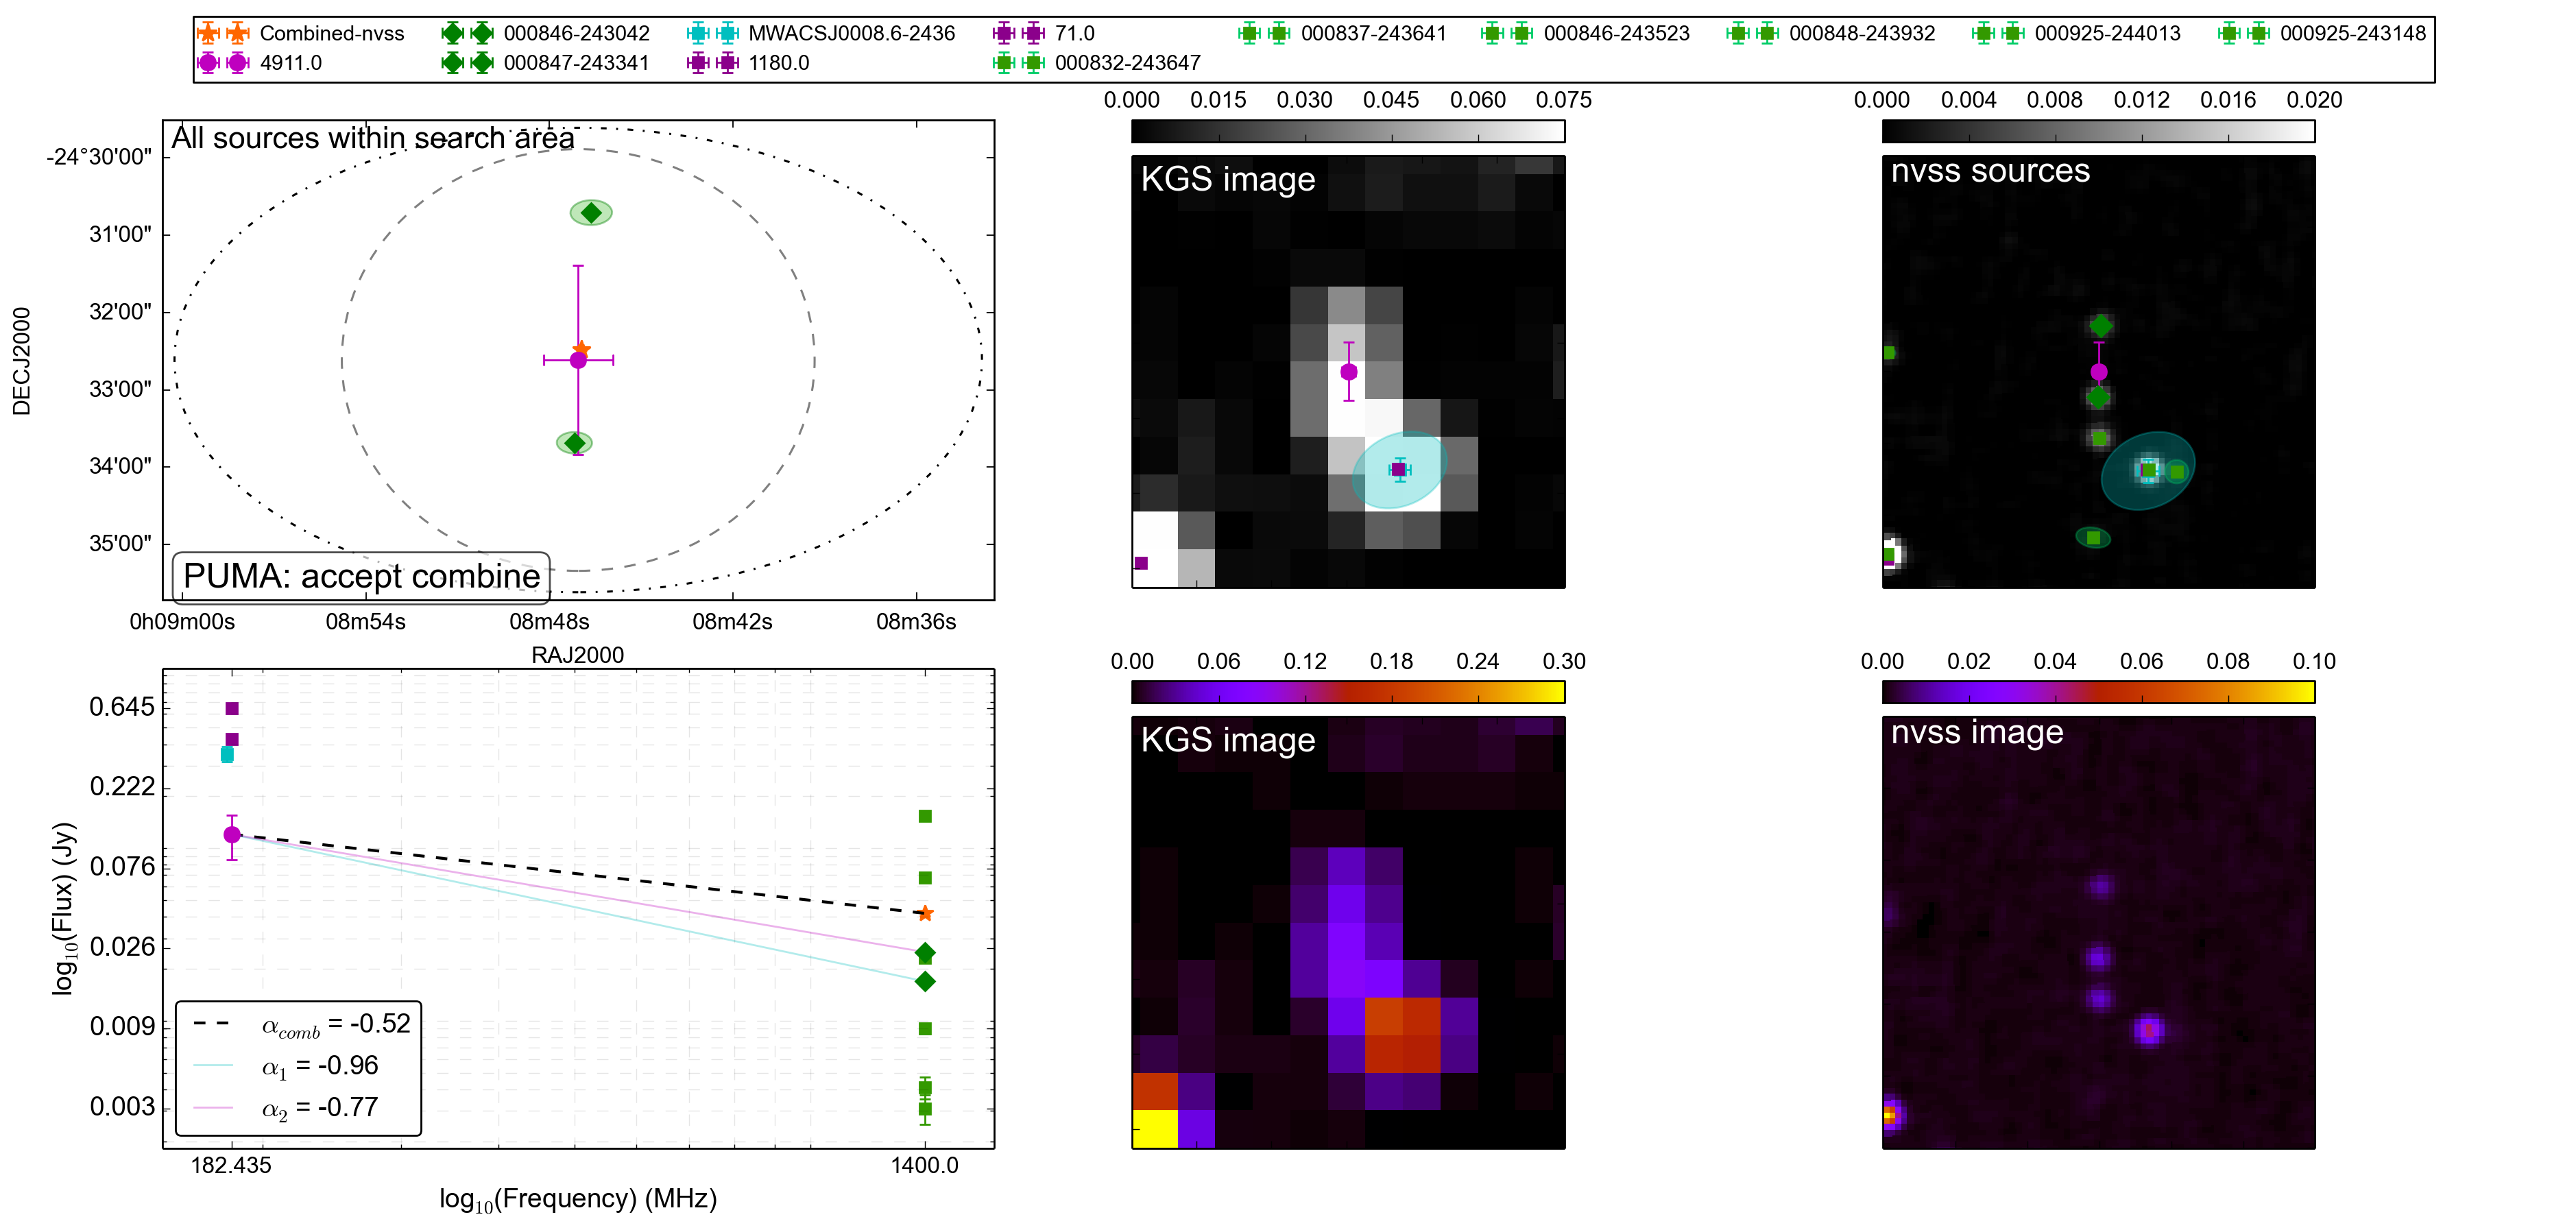 Combined-nvss 000846-243042 MWACSJ0008.6-2436 71.0 000837-243641 000846-243523 000848-243932 000925-244013 000925-243148
4911.0 000847-243341 1180.0 000832-243647
All sources within search area
-24°30'00"
31'00"
32'00"
33'00"
34'00"
35'00"
DECJ2000
PUMA: accept combine
0h09m00s 08m54s 08m48s 08m42s 08m36s
RAJ2000
0.000 0.015 0.030 0.045 0.060 0.075
KGS image
0.000 0.004 0.008 0.012 0.016 0.020
nvss sources
0.645
0.222
0.076
0.026
0.009
0.003
log10(Flux) (Jy)
αcomb = -0.52
α1 = -0.96
α2 = -0.77
182.435 1400.0
log10(Frequency) (MHz)
0.00 0.06 0.12 0.18 0.24 0.30
KGS image
0.00 0.02 0.04 0.06 0.08 0.10
nvss image